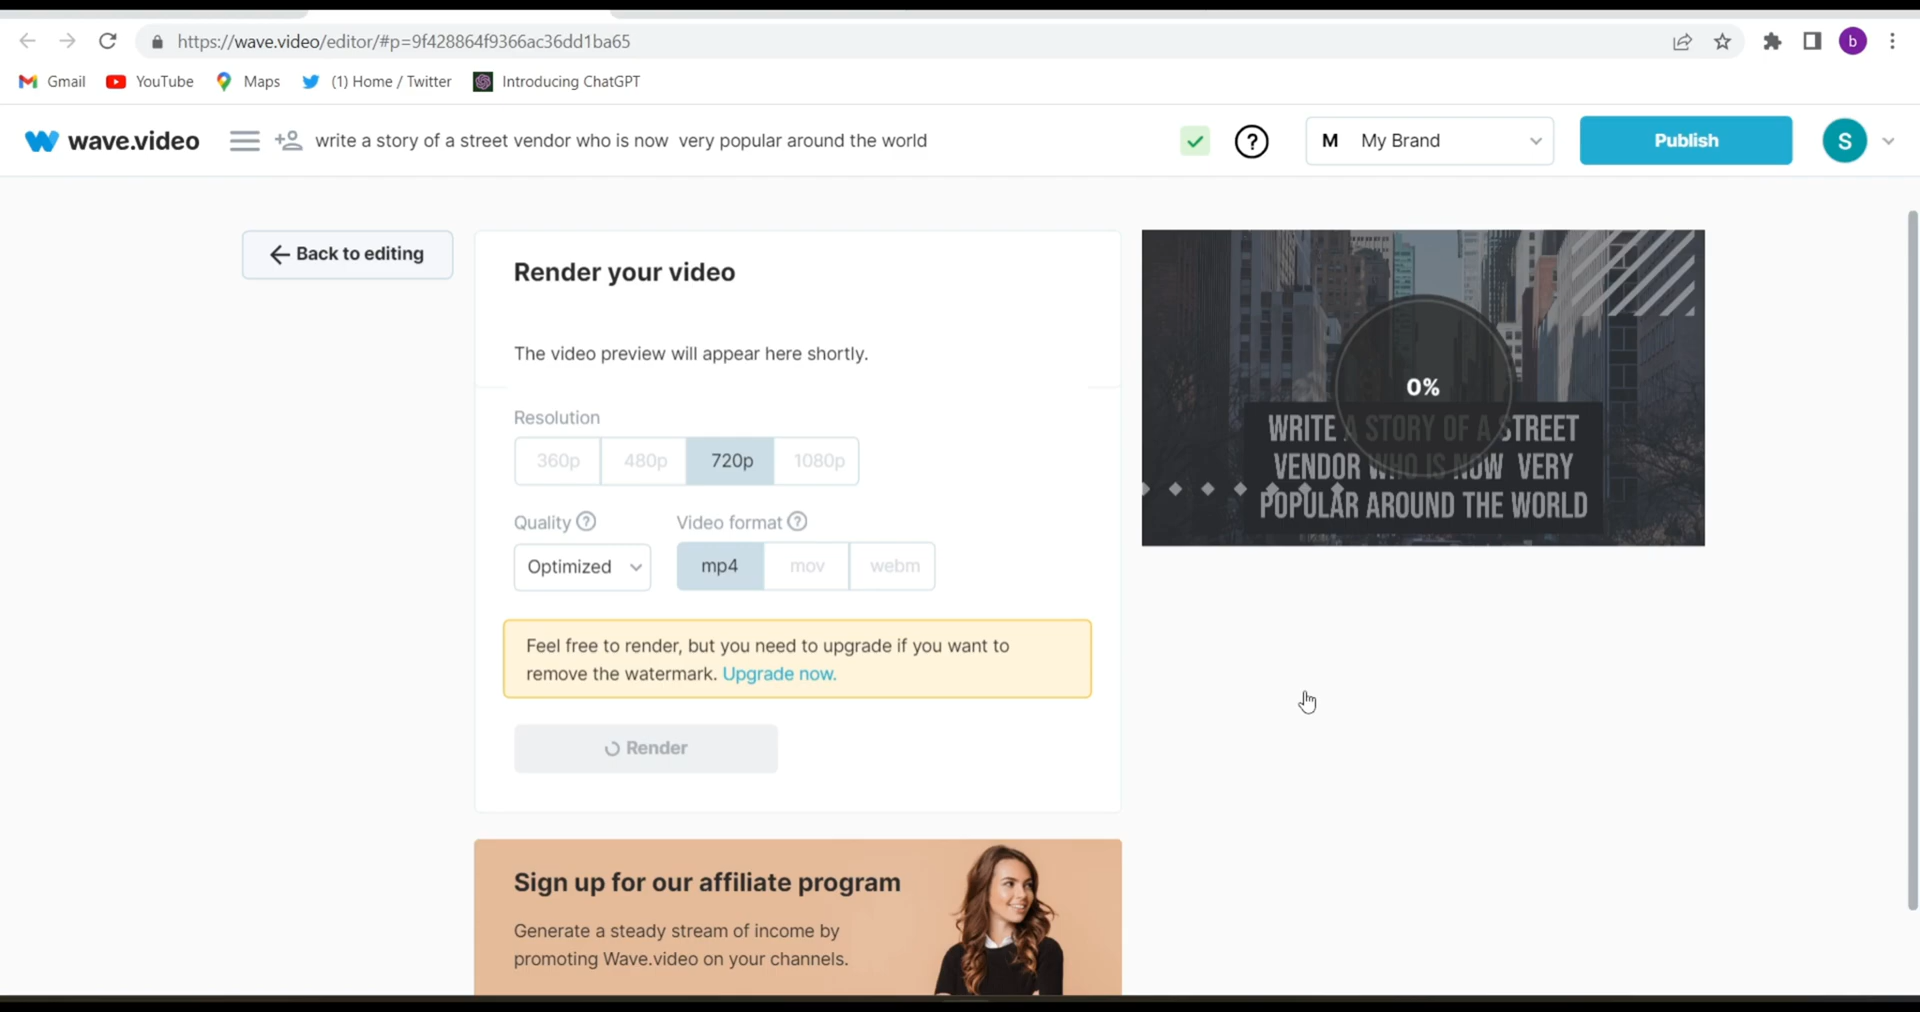 https://wave.video/editor/#p=9f428864f9366ac36dd1ba65
b
Gmail
YouTube
Maps
(1) Home / Twitter
Introducing ChatGPT
wave.video
write a story of a street vendor who is now  very popular around the world
?
M
My Brand
Publish
S
Back to editing
Render your video
The video preview will appear here shortly.
Resolution
360p
480p
720p
1080p
Quality ?
Video format ?
Optimized
mp4
mov
webm
Feel free to render, but you need to upgrade if you want to
remove the watermark. Upgrade now.
Render
0%
WRITE A STORY OF A STREET
VENDOR WHO IS NOW  VERY
POPULAR AROUND THE WORLD
Sign up for our affiliate program
Generate a steady stream of income by
promoting Wave.video on your channels.